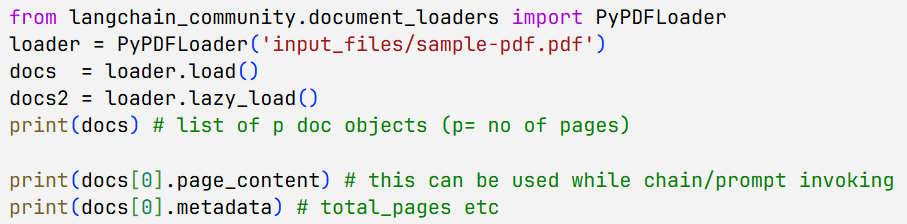 from langchain_community.document_loaders import PyPDFLoader
loader = PyPDFLoader('input_files/sample-pdf.pdf')
docs  = loader.load()
docs2 = loader.lazy_load()
print(docs) # list of p doc objects (p= no of pages)

print(docs[0].page_content) # this can be used while chain/prompt invoking
print(docs[0].metadata) # total_pages etc